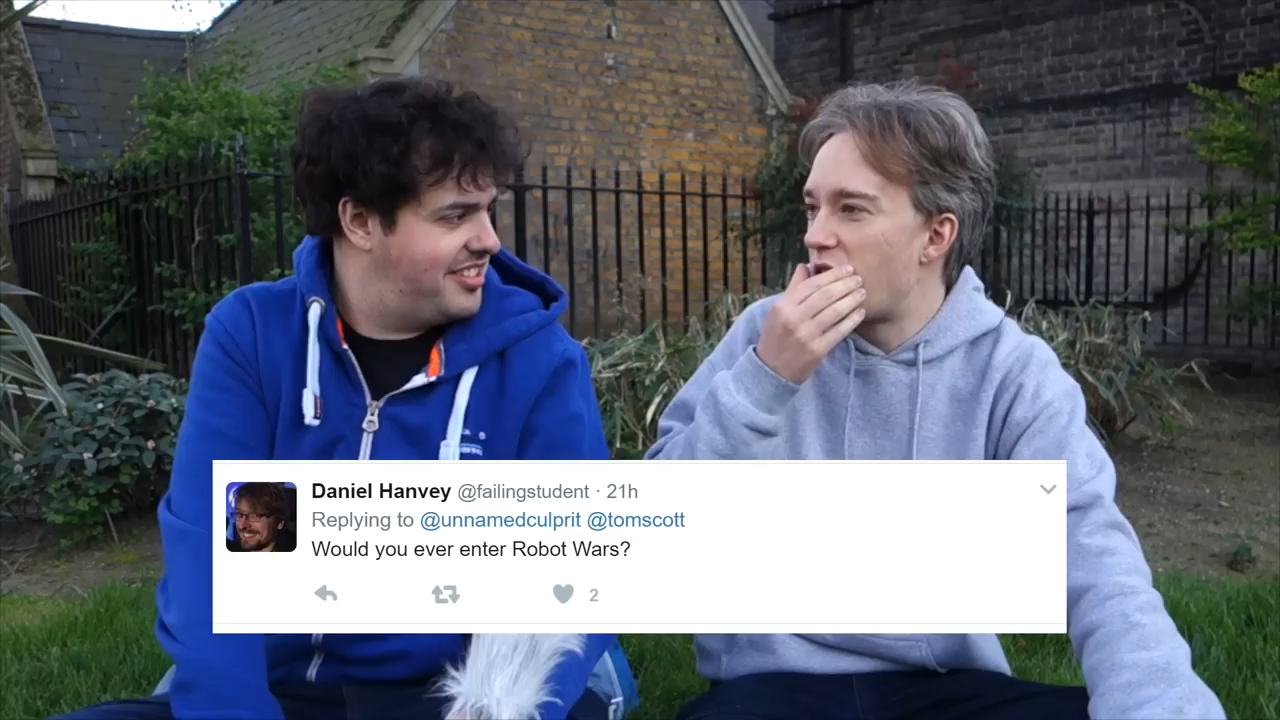 Daniel Hanvey @failingstudent · 21h
Replying to @unnamedculprit @tomscott
Would you ever enter Robot Wars?
2